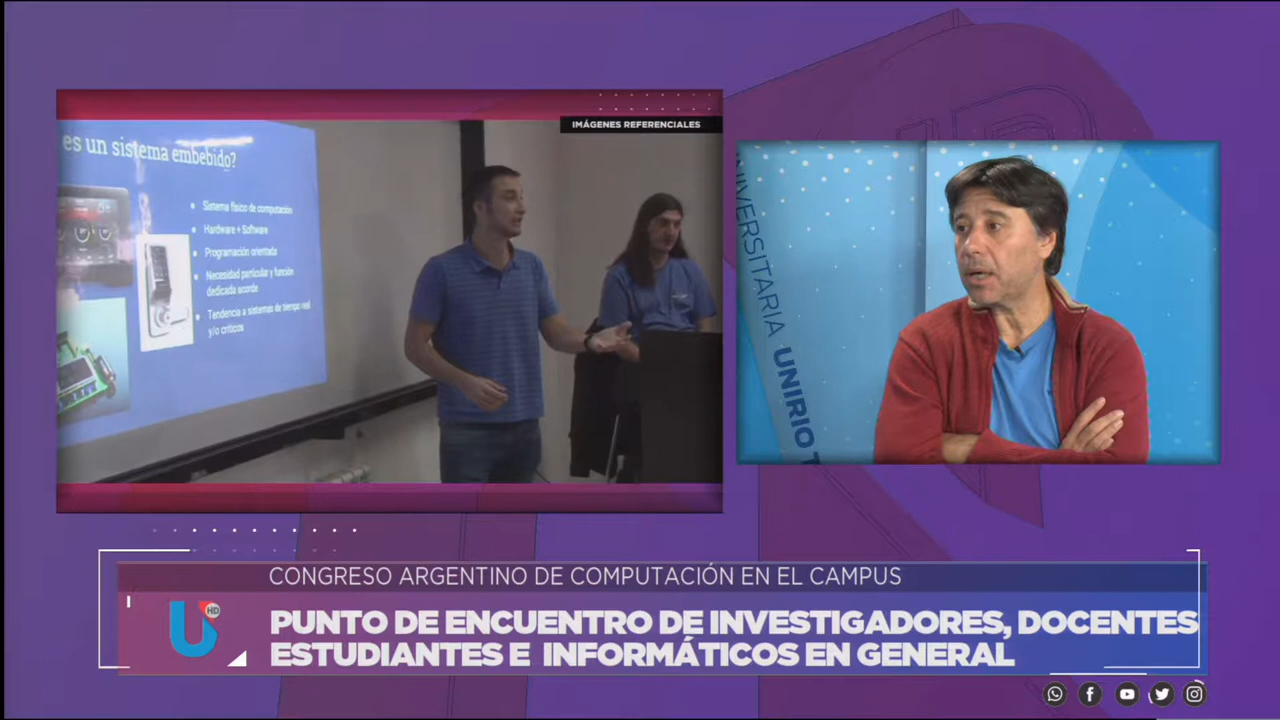 IMÁGENES REFERENCIALES
es un sistema embebido?
• Sistema físico de computación
• Hardware + Software
• Programación orientada
• Necesidad particular y función
dedicada acorde
• Tendencia a sistemas de tiempo real
y/o críticos
UNIVERSITARIA UNIRIO T
CONGRESO ARGENTINO DE COMPUTACIÓN EN EL CAMPUS
U HD
PUNTO DE ENCUENTRO DE INVESTIGADORES, DOCENTES
ESTUDIANTES E INFORMÁTICOS EN GENERAL